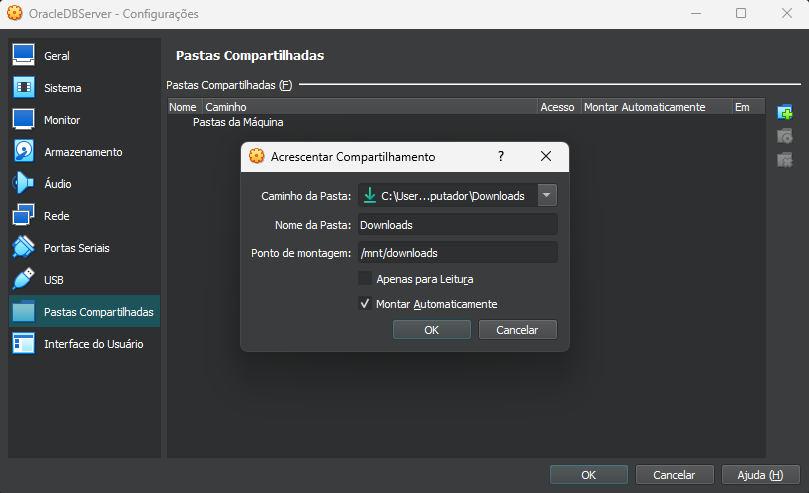 OracleDBServer - Configurações
Geral
Sistema
Monitor
Armazenamento
Áudio
Rede
Portas Seriais
USB
Pastas Compartilhadas
Interface do Usuário
Pastas Compartilhadas
Pastas Compartilhadas (F)
Nome Caminho Acesso Montar Automaticamente Em
Pastas da Máquina
Acrescentar Compartilhamento ?
Caminho da Pasta: C:\User...putador\Downloads
Nome da Pasta: Downloads
Ponto de montagem: /mnt/downloads
Apenas para Leitura
Montar Automaticamente
OK Cancelar
OK Cancelar Ajuda (H)